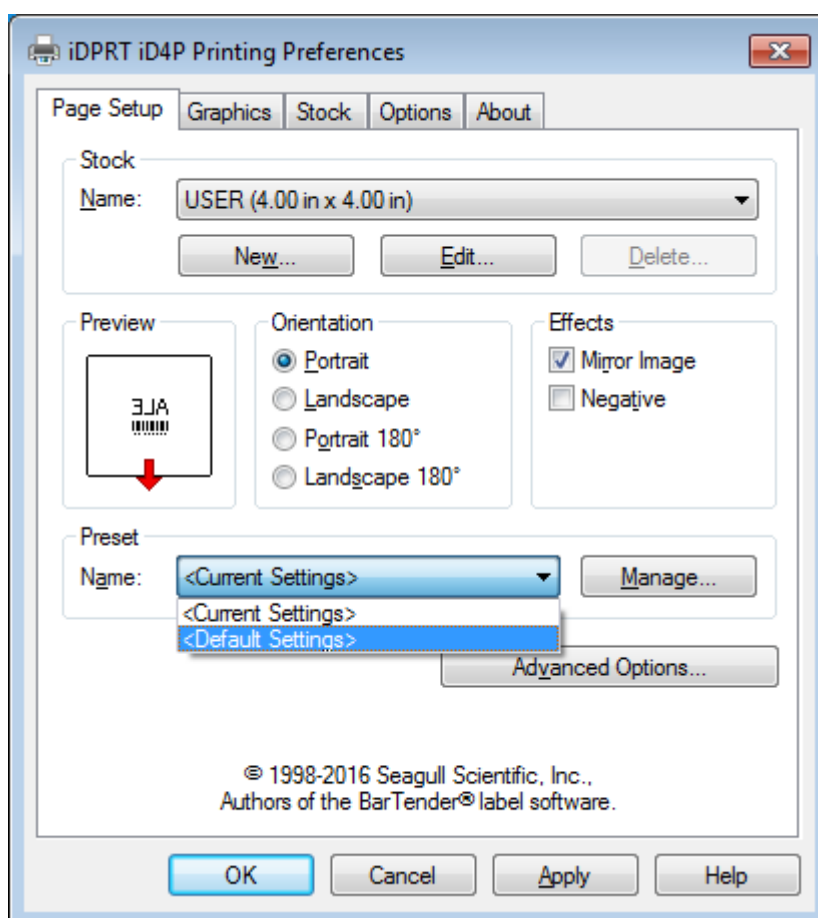 iDPRT iD4P Printing Preferences
Page Setup Graphics Stock Options About
Stock
Name: USER (4.00 in x 4.00 in)
New... Edit... Delete...
Preview Orientation Effects
Portrait Mirror Image
Landscape Negative
Portrait 180°
Landscape 180°
ALE
Preset
Name: <Current Settings> Manage...
<Current Settings>
<Default Settings>
Advanced Options...
© 1998-2016 Seagull Scientific, Inc.,
Authors of the BarTender® label software.
OK Cancel Apply Help